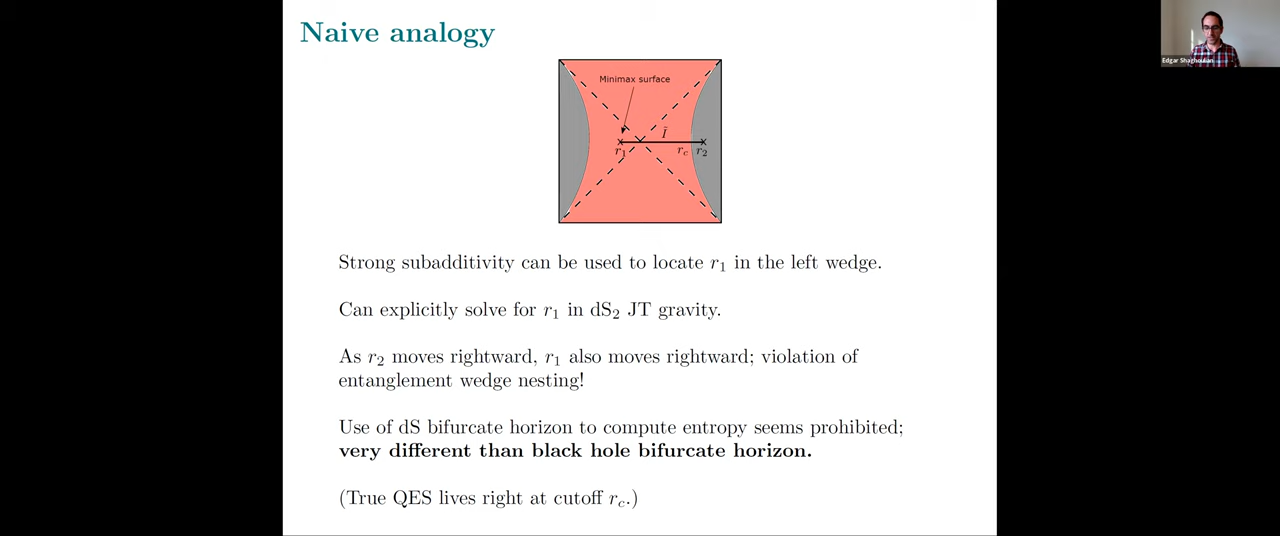 Naive analogy
Edgar Shaghoulian
Minimax surface
Ĩ
r₁
r_c
r₂
Strong subadditivity can be used to locate r₁ in the left wedge.
Can explicitly solve for r₁ in dS₂ JT gravity.
As r₂ moves rightward, r₁ also moves rightward; violation of
entanglement wedge nesting!
Use of dS bifurcate horizon to compute entropy seems prohibited;
very different than black hole bifurcate horizon.
(True QES lives right at cutoff r_c.)